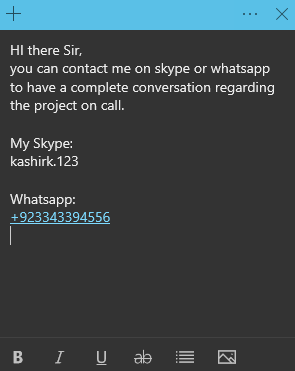 HI there Sir,
you can contact me on skype or whatsapp
to have a complete conversation regarding
the project on call.
My Skype:
kashirk.123
Whatsapp:
+923343394556
B I U ab